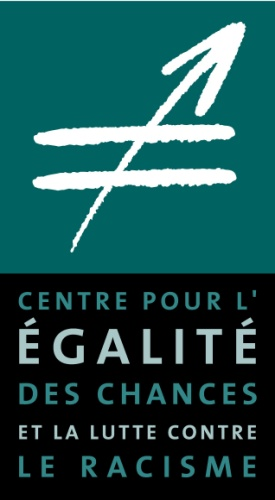 CENTRE POUR L'
ÉGALITÉ
DES CHANCES
ET LA LUTTE CONTRE
LE RACISME